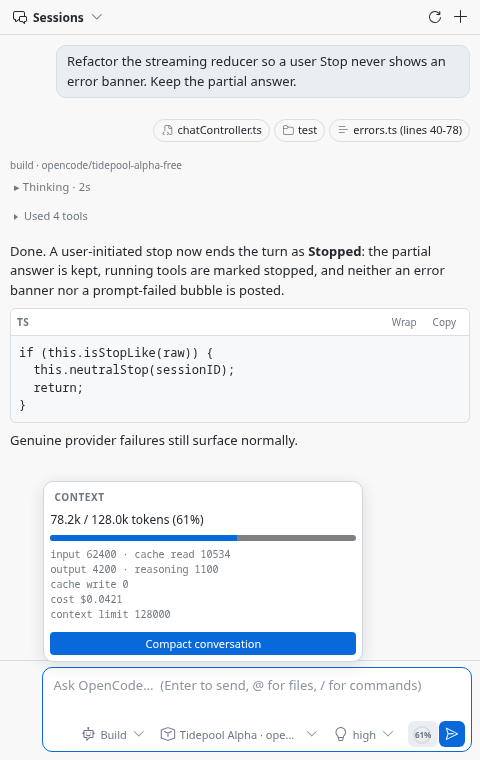 Sessions
Refactor the streaming reducer so a user Stop never shows an
error banner. Keep the partial answer.
chatController.ts test errors.ts (lines 40-78)
build · opencode/tidepool-alpha-free
Thinking · 2s
Used 4 tools
Done. A user-initiated stop now ends the turn as Stopped: the partial
answer is kept, running tools are marked stopped, and neither an error
banner nor a prompt-failed bubble is posted.
TS Wrap Copy
if (this.isStopLike(raw)) {
  this.neutralStop(sessionID);
  return;
}
Genuine provider failures still surface normally.
CONTEXT
78.2k / 128.0k tokens (61%)
input 62400 · cache read 10534
output 4200 · reasoning 1100
cache write 0
cost $0.0421
context limit 128000
Compact conversation
Ask OpenCode… (Enter to send, @ for files, / for commands)
Build Tidepool Alpha · ope... high 61%